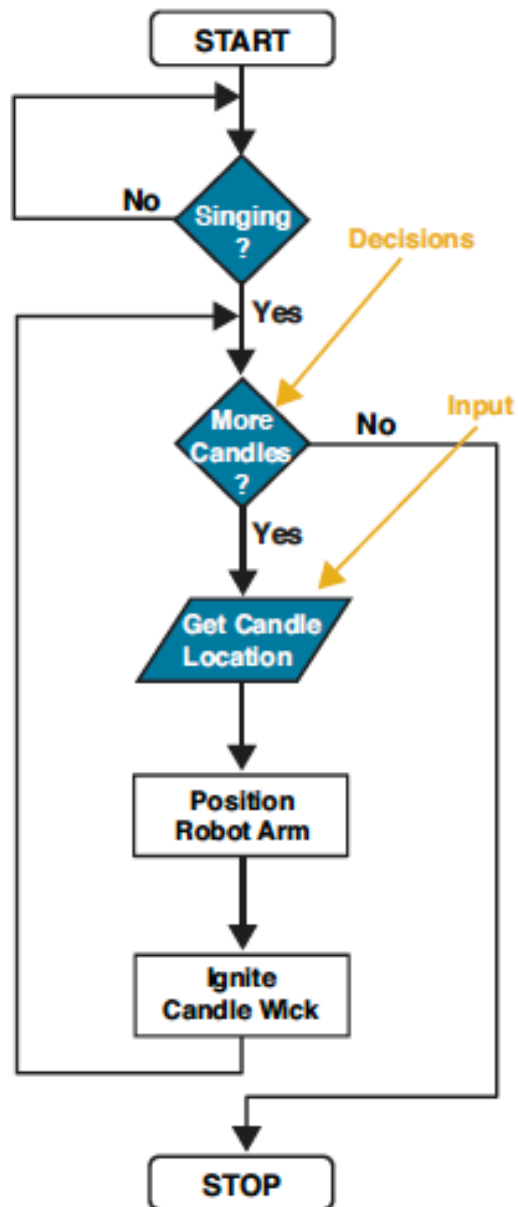 START
No
Singing
?
Decisions
Yes
More
Candles
?
No
Input
Yes
Get Candle
Location
Position
Robot Arm
Ignite
Candle Wick
STOP